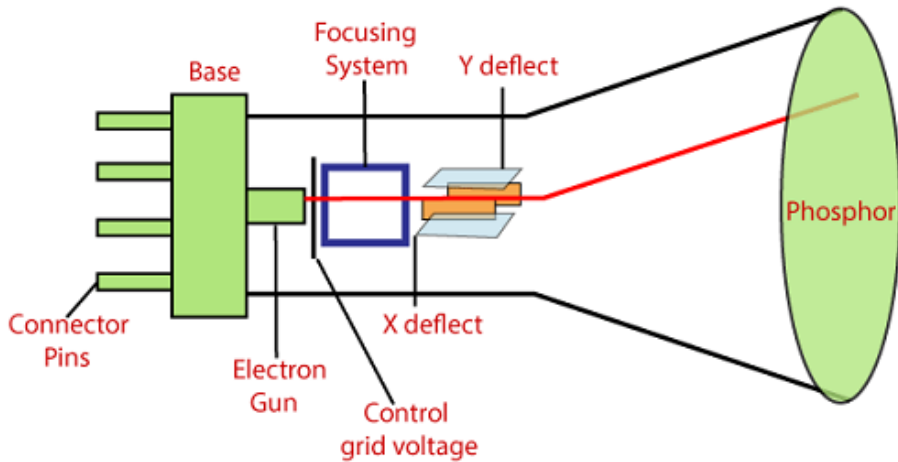 Focusing
System
Base
Y deflect
Phosphor
X deflect
Connector
Pins
Electron
Gun
Control
grid voltage